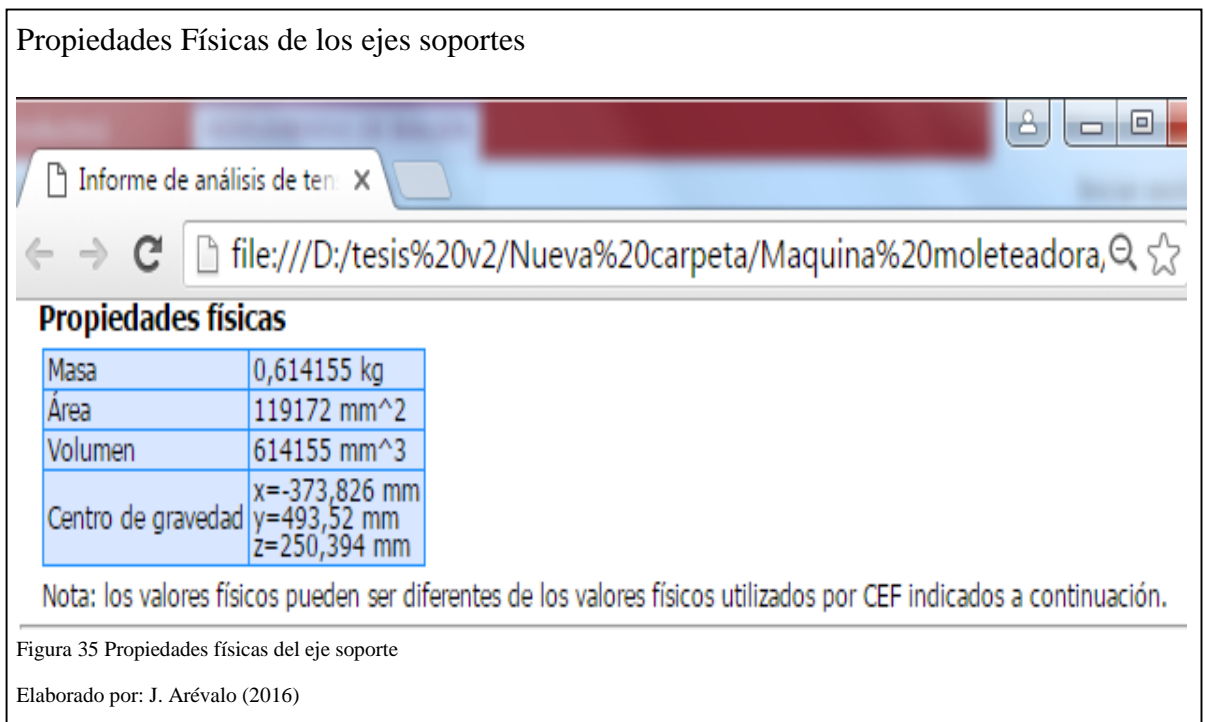 Propiedades Físicas de los ejes soportes
Informe de análisis de ten
file:///D:/tesis%20v2/Nueva%20carpeta/Maquina%20moleteadora,
Propiedades físicas
Masa 0,614155 kg
Área 119172 mm^2
Volumen 614155 mm^3
Centro de gravedad x=-373,826 mm
y=493,52 mm
z=250,394 mm
Nota: los valores físicos pueden ser diferentes de los valores físicos utilizados por CEF indicados a continuación.
Figura 35 Propiedades físicas del eje soporte
Elaborado por: J. Arévalo (2016)